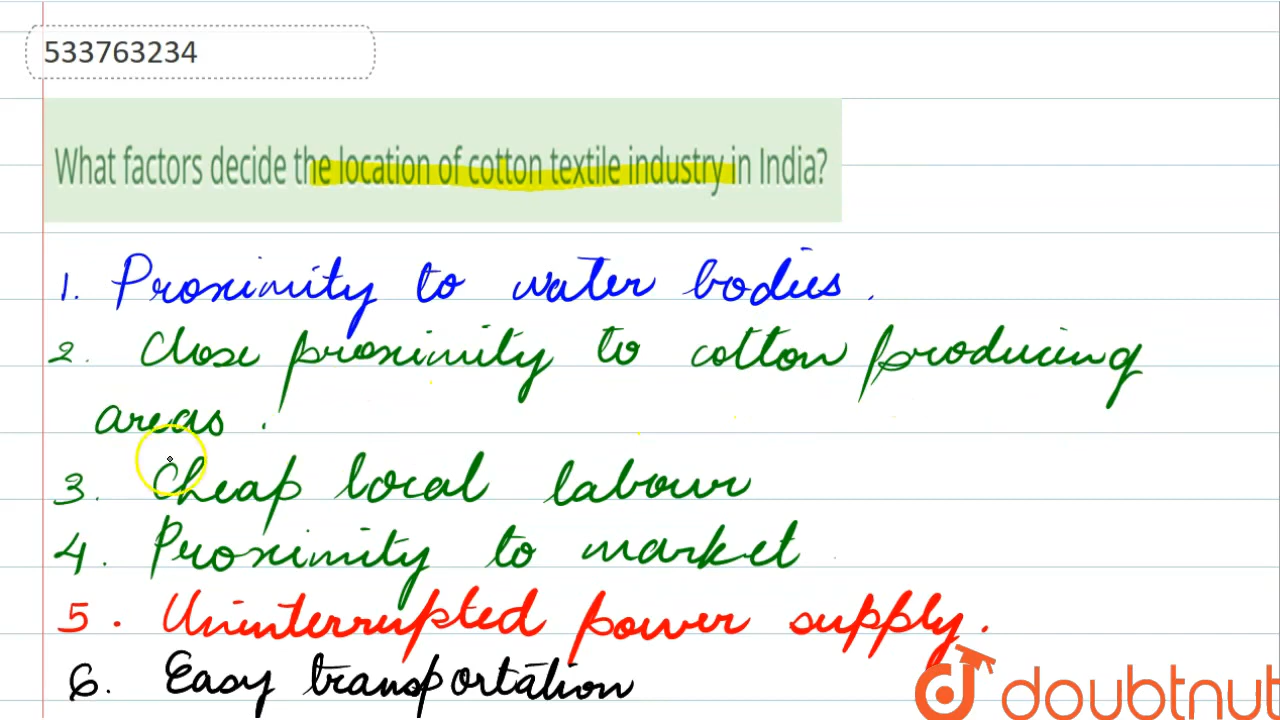 533763234
What factors decide the location of cotton textile industry in India?
1. Proximity to water bodies.
2. Close proximity to cotton producing
areas.
3. Cheap local labour
4. Proximity to market
5. Uninterrupted power supply.
6. Easy transportation
doubtnut